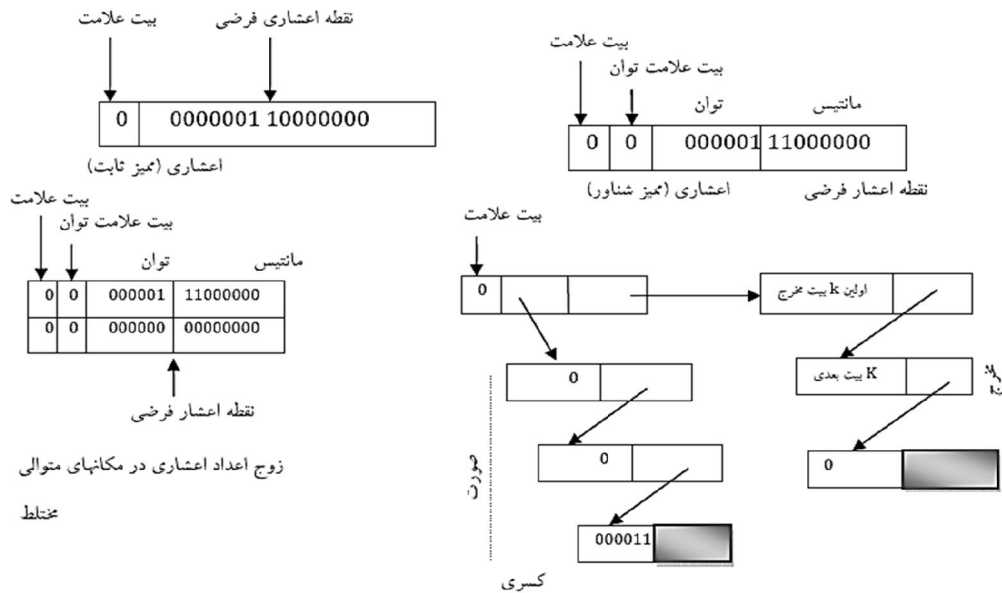 بیت علامت
نقطه اعشاری فرضی
0 0000001 10000000
اعشاری (ممیز ثابت)
بیت علامت
بیت علامت توان
توان
مانتیس
0 0 000001 11000000
اعشاری (ممیز شناور)
نقطه اعشار فرضی
بیت علامت
بیت علامت توان
توان
مانتیس
0 0 000001 11000000
0 0 000000 00000000
نقطه اعشار فرضی
زوج اعداد اعشاری در مکانهای متوالی
مختلط
بیت علامت
0
اولین k بیت مخرج
0
K بیت بعدی
0
0
000011
صورت
کسری